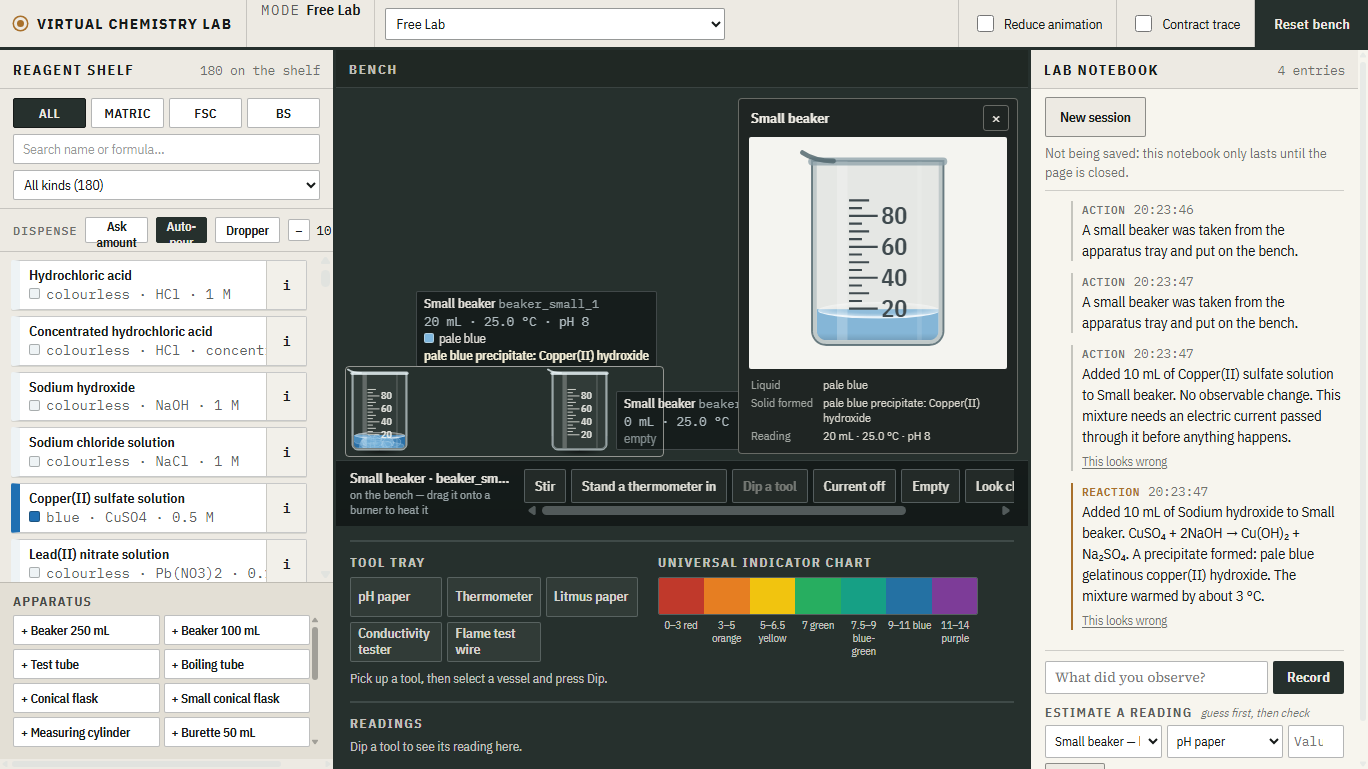 VIRTUAL CHEMISTRY LAB
MODE Free Lab
Free Lab
Reduce animation
Contract trace
Reset bench
REAGENT SHELF
180 on the shelf
ALL
MATRIC
FSC
BS
Search name or formula...
All kinds (180)
DISPENSE
Ask
amount
Auto-
pour
Dropper
−
10
Hydrochloric acid
colourless · HCl · 1 M
i
Concentrated hydrochloric acid
colourless · HCl · concent
i
Sodium hydroxide
colourless · NaOH · 1 M
i
Sodium chloride solution
colourless · NaCl · 1 M
i
Copper(II) sulfate solution
blue · CuSO4 · 0.5 M
i
Lead(II) nitrate solution
colourless · Pb(NO3)2 · 0.
i
APPARATUS
+ Beaker 250 mL
+ Beaker 100 mL
+ Test tube
+ Boiling tube
+ Conical flask
+ Small conical flask
+ Measuring cylinder
+ Burette 50 mL
BENCH
Small beaker
×
80
60
40
20
Liquid pale blue
Solid formed pale blue precipitate: Copper(II)
hydroxide
Reading 20 mL · 25.0 °C · pH 8
Small beaker beaker_small_1
20 mL · 25.0 °C · pH 8
pale blue
pale blue precipitate: Copper(II) hydroxide
80
60
40
20
80
60
40
20
Small beaker beaker
0 mL · 25.0 °C
empty
Small beaker · beaker_sm...
on the bench — drag it onto a
burner to heat it
Stir
Stand a thermometer in
Dip a tool
Current off
Empty
Look cl
TOOL TRAY
pH paper
Thermometer
Litmus paper
Conductivity
tester
Flame test
wire
Pick up a tool, then select a vessel and press Dip.
UNIVERSAL INDICATOR CHART
0–3 red
3–5
orange
5–6.5
yellow
7 green
7.5–9
blue-
green
9–11 blue
11–14
purple
READINGS
Dip a tool to see its reading here.
LAB NOTEBOOK
4 entries
New session
Not being saved: this notebook only lasts until the
page is closed.
ACTION 20:23:46
A small beaker was taken from the
apparatus tray and put on the bench.
ACTION 20:23:47
A small beaker was taken from the
apparatus tray and put on the bench.
ACTION 20:23:47
Added 10 mL of Copper(II) sulfate solution
to Small beaker. No observable change. This
mixture needs an electric current passed
through it before anything happens.
This looks wrong
REACTION 20:23:47
Added 10 mL of Sodium hydroxide to Small
beaker. CuSO₄ + 2NaOH → Cu(OH)₂ +
Na₂SO₄. A precipitate formed: pale blue
gelatinous copper(II) hydroxide. The
mixture warmed by about 3 °C.
This looks wrong
What did you observe?
Record
ESTIMATE A READING guess first, then check
Small beaker —
pH paper
Valu